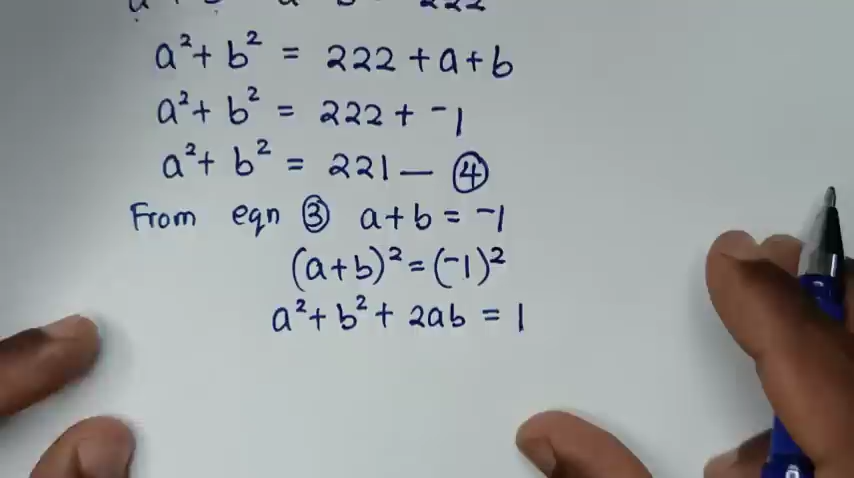 a² + b² = 222 + a + b
a² + b² = 222 + -1
a² + b² = 221 — ④
From eqn ③ a + b = -1
(a + b)² = (-1)²
a² + b² + 2ab = 1